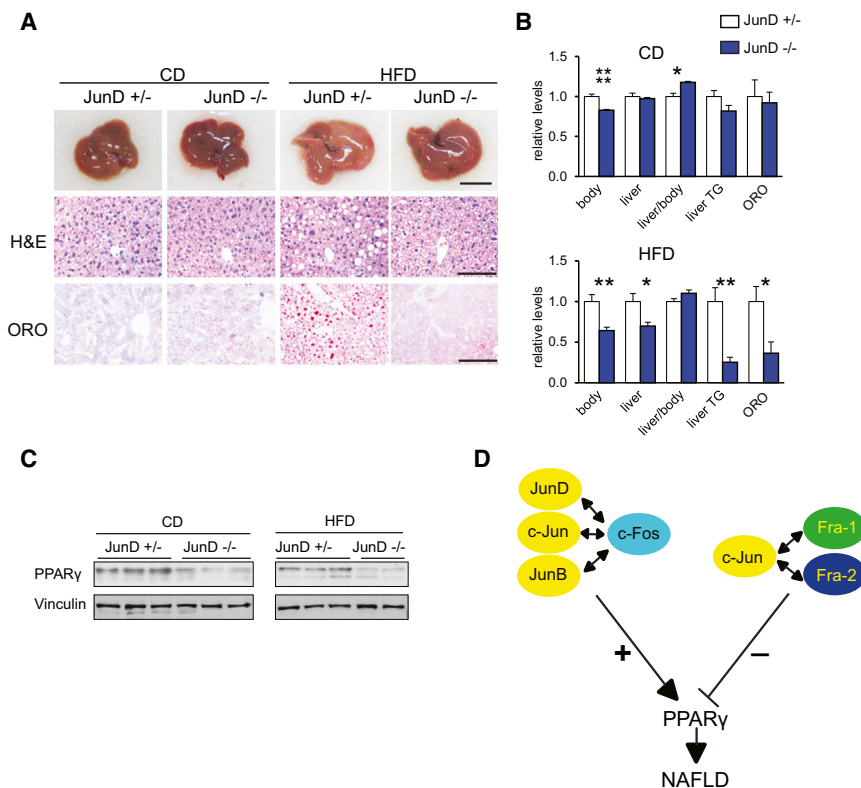 A
CD
HFD
JunD +/-
JunD -/-
JunD +/-
JunD -/-
H&E
ORO
B
JunD +/-
JunD -/-
CD
relative levels
1.5
1.0
0.5
0.0
**
**
*
body
liver
liver/body
liver TG
ORO
HFD
relative levels
1.5
1.0
0.5
0.0
**
*
**
*
body
liver
liver/body
liver TG
ORO
C
CD
HFD
JunD +/-
JunD -/-
JunD +/-
JunD -/-
PPARγ
Vinculin
D
JunD
c-Jun
JunB
c-Fos
c-Jun
Fra-1
Fra-2
+
−
PPARγ
NAFLD